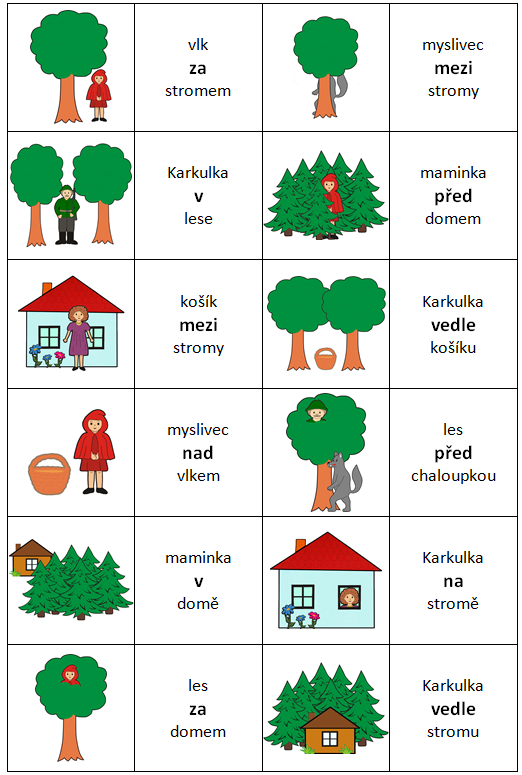 vlk
za
stromem
myslivec
mezi
stromy
Karkulka
v
lese
maminka
před
domem
košík
mezi
stromy
Karkulka
vedle
košíku
myslivec
nad
vlkem
les
před
chaloupkou
maminka
v
domě
Karkulka
na
stromě
les
za
domem
Karkulka
vedle
stromu